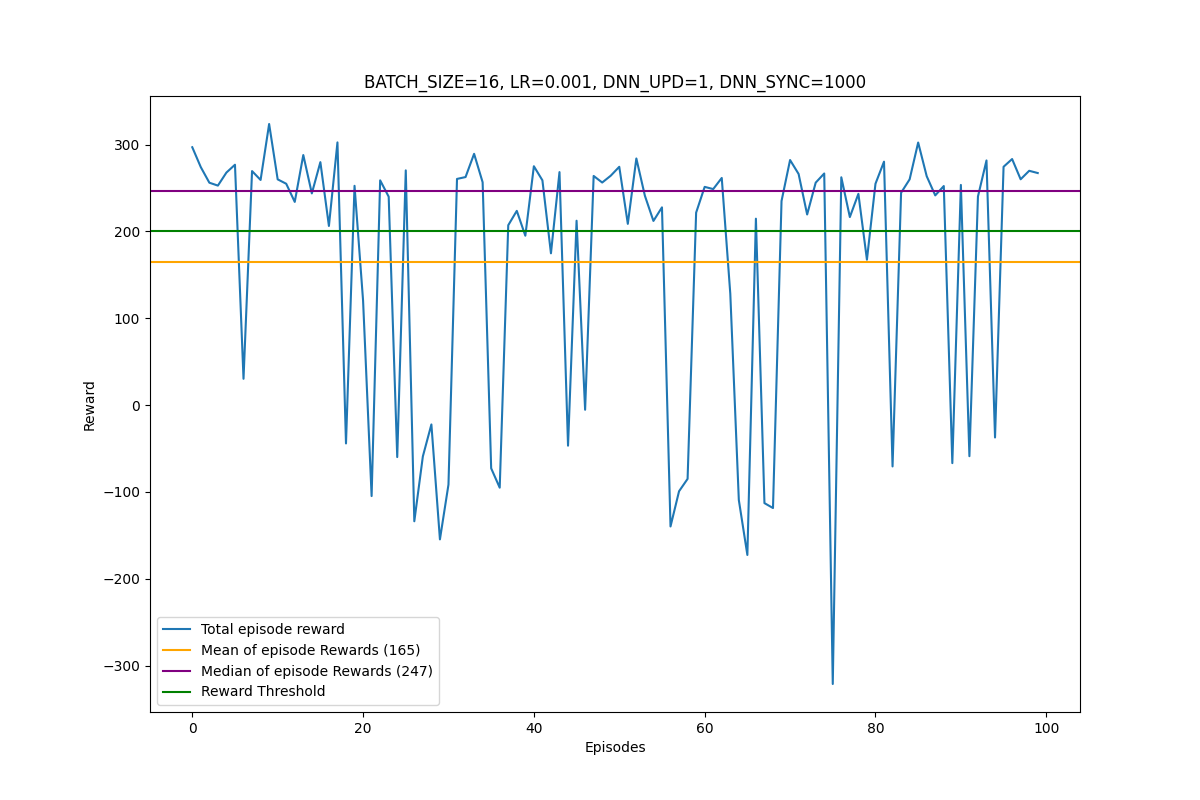 BATCH_SIZE=16, LR=0.001, DNN_UPD=1, DNN_SYNC=1000
300
200
100
0
−100
−200
−300
Reward
Total episode reward
Mean of episode Rewards (165)
Median of episode Rewards (247)
Reward Threshold
0 20 40 60 80 100
Episodes